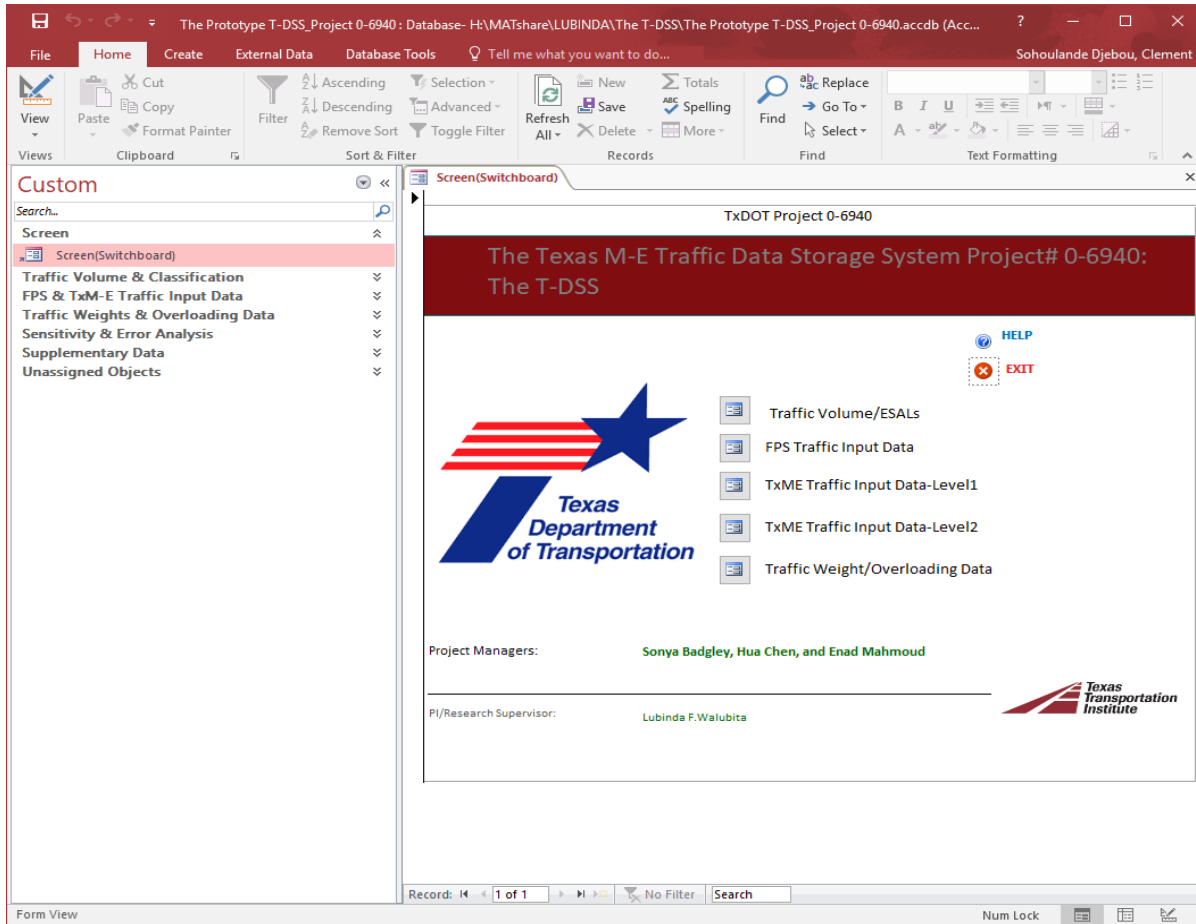 The Prototype T-DSS_Project 0-6940 : Database- H:\MATshare\LUBINDA\The T-DSS\The Prototype T-DSS_Project 0-6940.accdb (Acc...
?
File
Home
Create
External Data
Database Tools
Tell me what you want to do...
Sohoulande Djebou, Clement
View
Paste
Cut
Copy
Format Painter
Filter
Ascending
Descending
Remove Sort
Selection
Advanced
Toggle Filter
Refresh
All
New
Save
Delete
Totals
Spelling
More
Find
Replace
Go To
Select
B I U
A
Views
Clipboard
Sort & Filter
Records
Find
Text Formatting
Custom
Search...
Screen
Screen(Switchboard)
Traffic Volume & Classification
FPS & TxM-E Traffic Input Data
Traffic Weights & Overloading Data
Sensitivity & Error Analysis
Supplementary Data
Unassigned Objects
Screen(Switchboard)
TxDOT Project 0-6940
The Texas M-E Traffic Data Storage System Project# 0-6940:
The T-DSS
HELP
EXIT
Texas
Department
of Transportation
Traffic Volume/ESALs
FPS Traffic Input Data
TxME Traffic Input Data-Level1
TxME Traffic Input Data-Level2
Traffic Weight/Overloading Data
Project Managers:
Sonya Badgley, Hua Chen, and Enad Mahmoud
PI/Research Supervisor:
Lubinda F.Walubita
Texas
Transportation
Institute
Record:
1 of 1
No Filter
Search
Form View
Num Lock